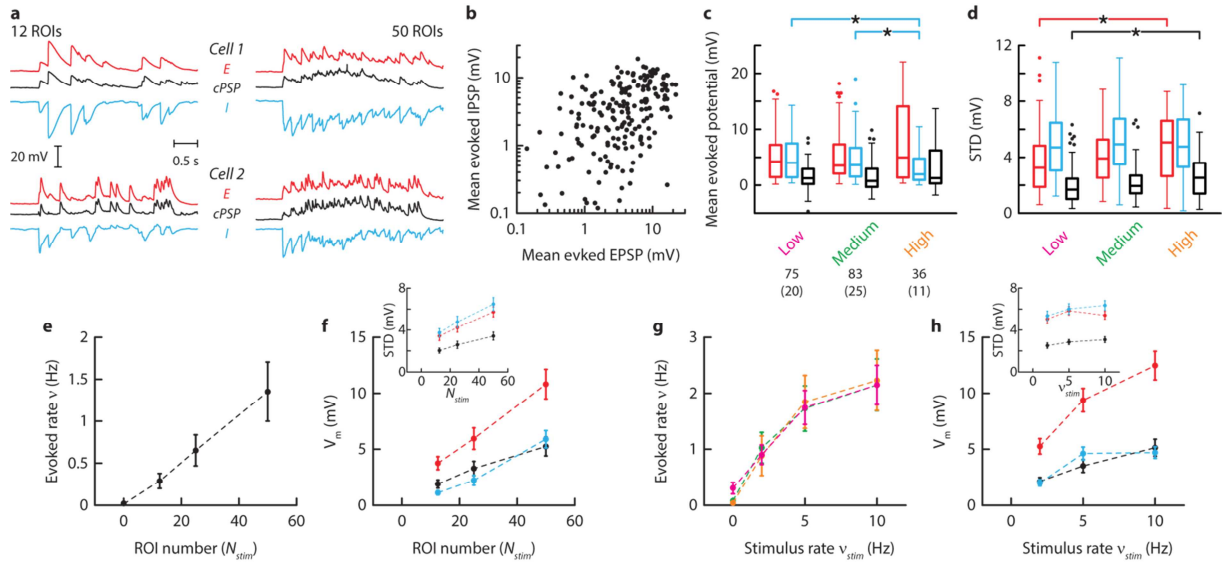 a
12 ROIs
Cell 1
50 ROIs
E
cPSP
I
20 mV
0.5 s
Cell 2
E
cPSP
I
b
Mean evoked IPSP (mV)
10
1
0.1
0.1
1
10
Mean evked EPSP (mV)
c
Mean evoked potential (mV)
20
10
0
*
*
Low
Medium
High
75
(20)
83
(25)
36
(11)
d
STD (mV)
12
8
4
0
*
*
Low
Medium
High
e
Evoked rate ν (Hz)
2
1.5
1
0.5
0
0
20
40
60
ROI number (Nstim)
f
Vm (mV)
15
10
5
0
0
20
40
60
ROI number (Nstim)
STD (mV)
8
4
0
0
20
40
60
Nstim
g
Evoked rate ν (Hz)
3
2
1
0
0
5
10
Stimulus rate νstim (Hz)
h
Vm (mV)
15
10
5
0
0
5
10
Stimulus rate νstim (Hz)
STD (mV)
8
4
0
0
5
10
νstim